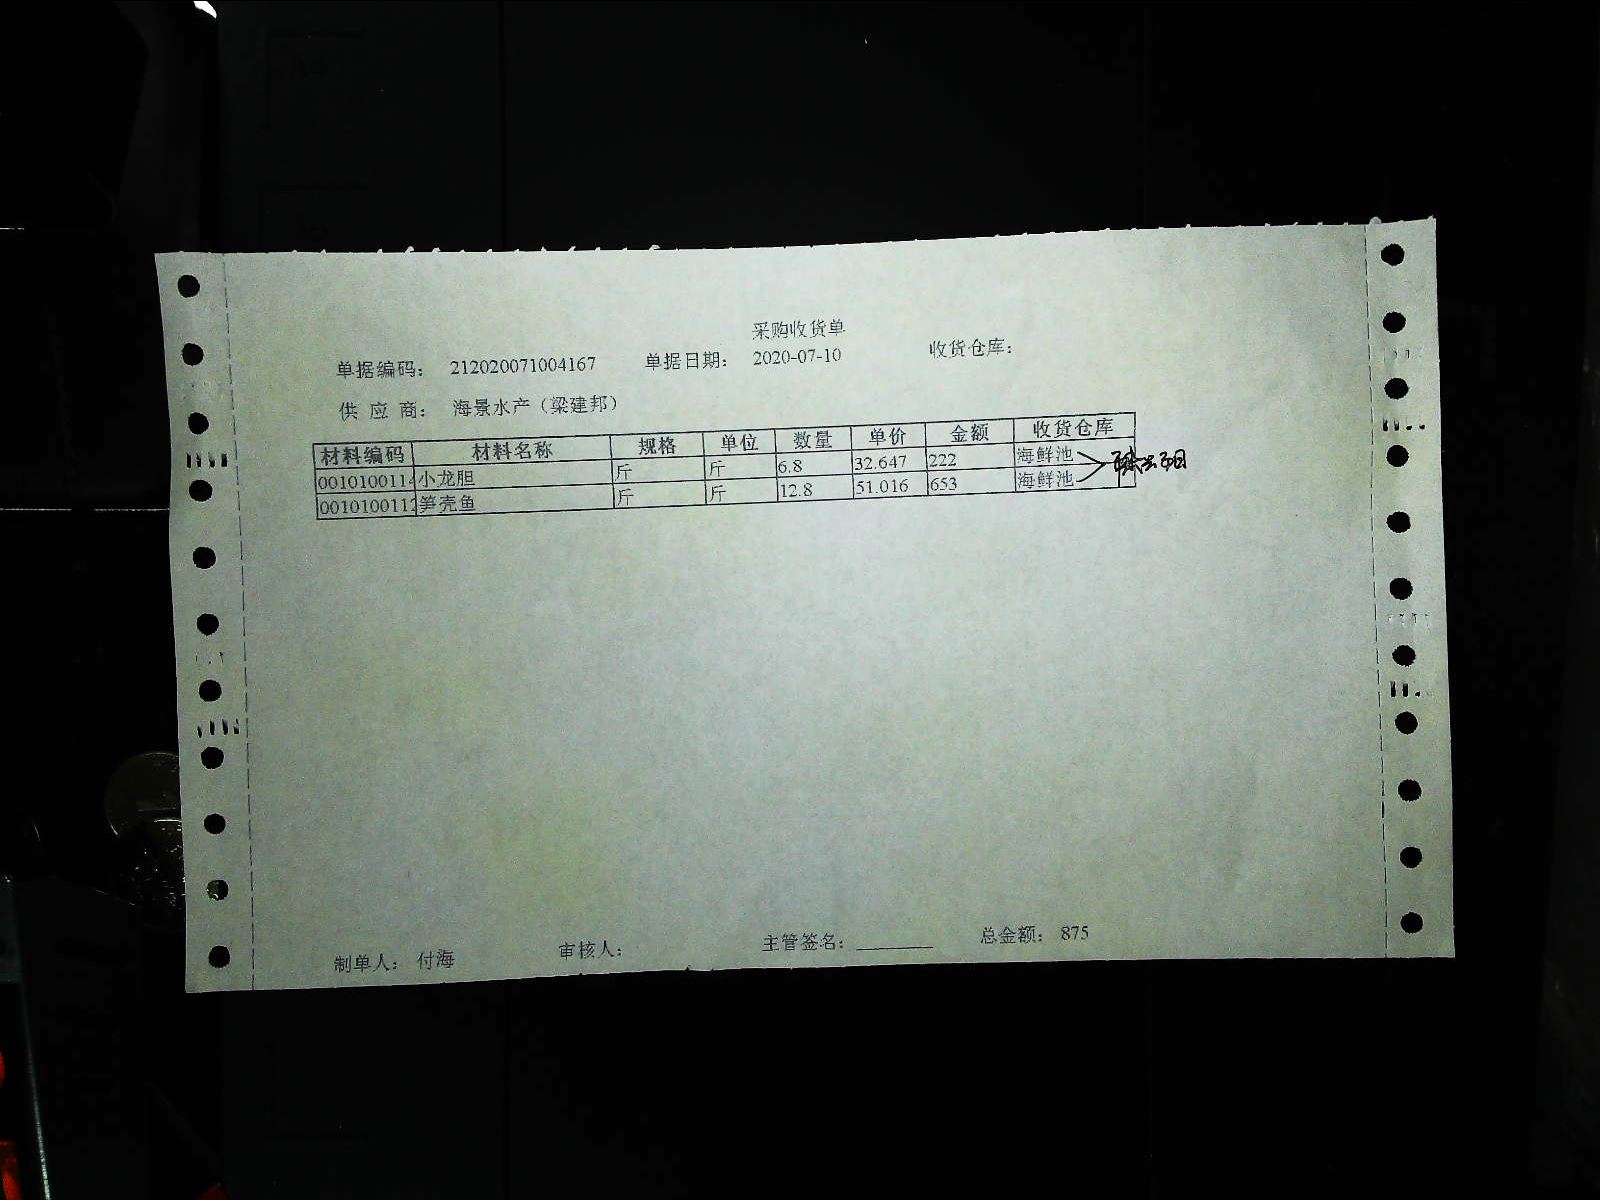 采购收货单
单据编码： 212020071004167 单据日期： 2020-07-10 收货仓库：
供 应 商： 海景水产（梁建邦）
材料编码 材料名称 规格 单位 数量 单价 金额 收货仓库
0010100114 小龙胆 斤 斤 6.8 32.647 222 海鲜池
0010100112 笋壳鱼 斤 斤 12.8 51.016 653 海鲜池
制单人： 付海 审核人： 主管签名： 总金额： 875